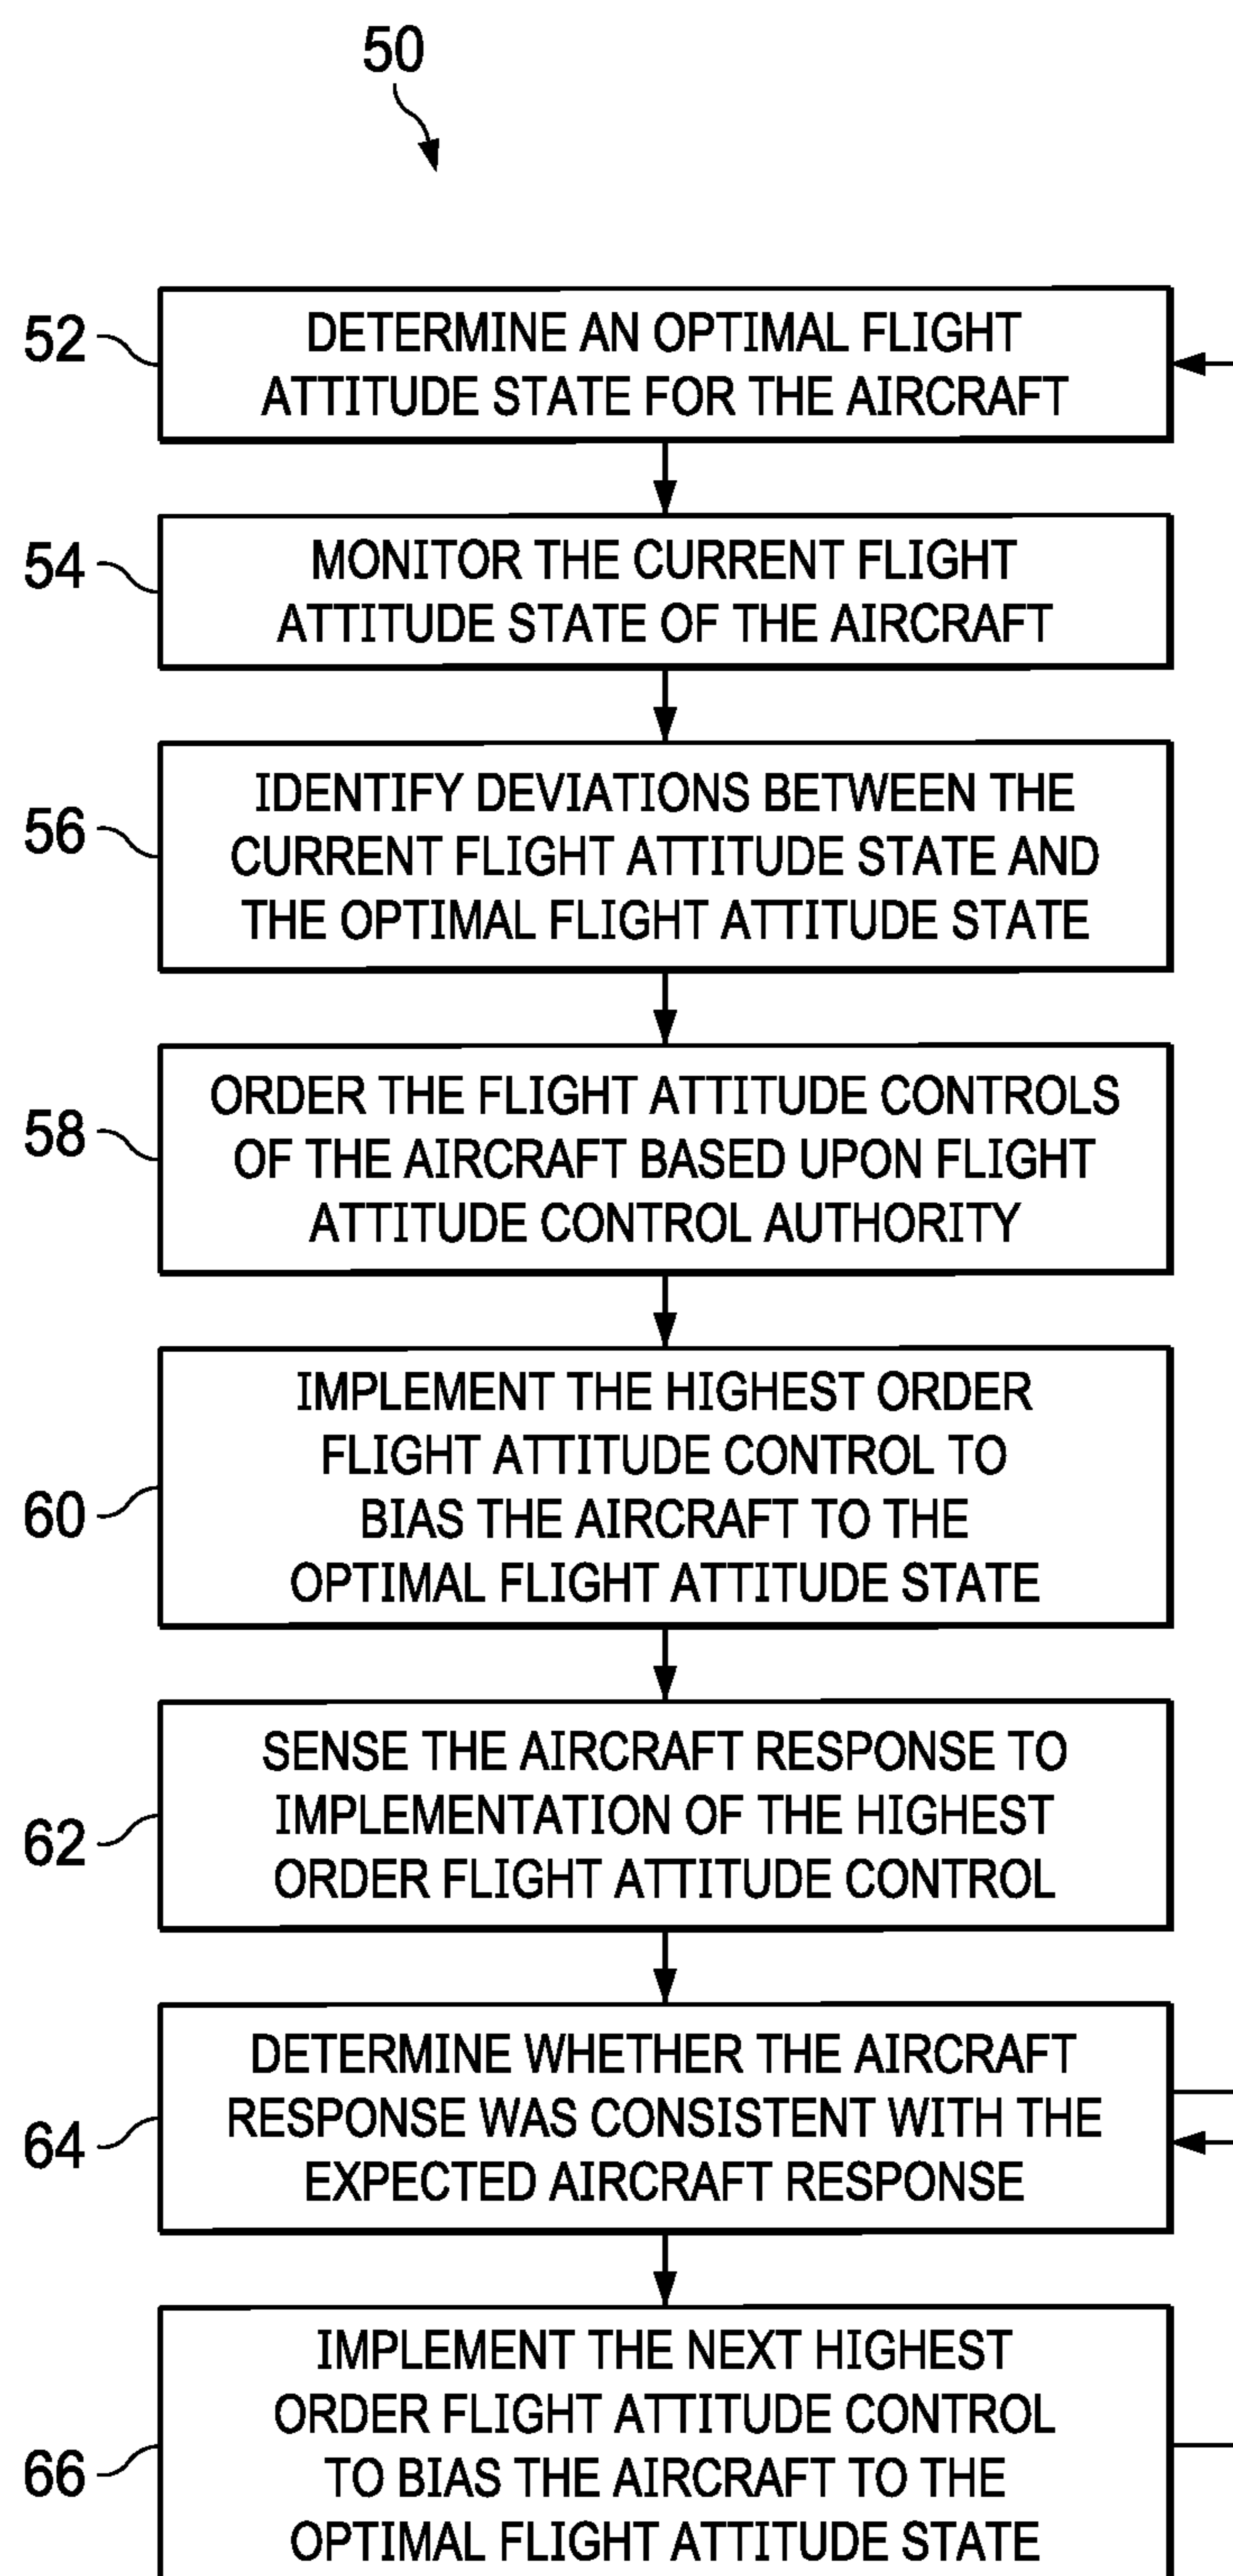 50
52
DETERMINE AN OPTIMAL FLIGHT
ATTITUDE STATE FOR THE AIRCRAFT
54
MONITOR THE CURRENT FLIGHT
ATTITUDE STATE OF THE AIRCRAFT
56
IDENTIFY DEVIATIONS BETWEEN THE
CURRENT FLIGHT ATTITUDE STATE AND
THE OPTIMAL FLIGHT ATTITUDE STATE
58
ORDER THE FLIGHT ATTITUDE CONTROLS
OF THE AIRCRAFT BASED UPON FLIGHT
ATTITUDE CONTROL AUTHORITY
60
IMPLEMENT THE HIGHEST ORDER
FLIGHT ATTITUDE CONTROL TO
BIAS THE AIRCRAFT TO THE
OPTIMAL FLIGHT ATTITUDE STATE
62
SENSE THE AIRCRAFT RESPONSE TO
IMPLEMENTATION OF THE HIGHEST
ORDER FLIGHT ATTITUDE CONTROL
64
DETERMINE WHETHER THE AIRCRAFT
RESPONSE WAS CONSISTENT WITH THE
EXPECTED AIRCRAFT RESPONSE
66
IMPLEMENT THE NEXT HIGHEST
ORDER FLIGHT ATTITUDE CONTROL
TO BIAS THE AIRCRAFT TO THE
OPTIMAL FLIGHT ATTITUDE STATE